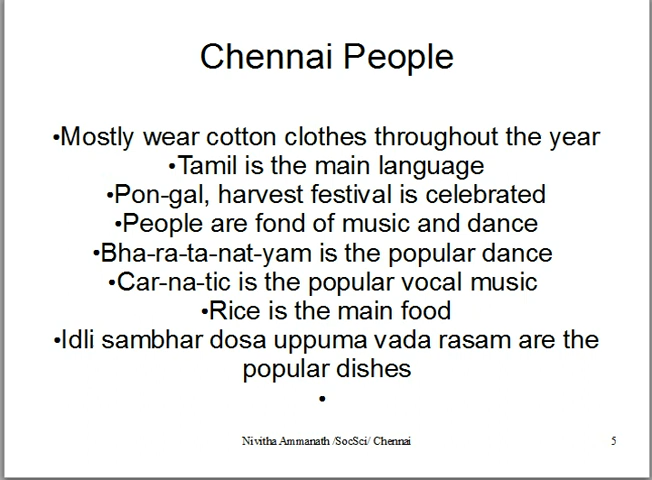 Chennai People
•Mostly wear cotton clothes throughout the year
•Tamil is the main language
•Pon-gal, harvest festival is celebrated
•People are fond of music and dance
•Bha-ra-ta-nat-yam is the popular dance
•Car-na-tic is the popular vocal music
•Rice is the main food
•Idli sambhar dosa uppuma vada rasam are the
popular dishes
•
Nivitha Ammanath /SocSci/ Chennai
5